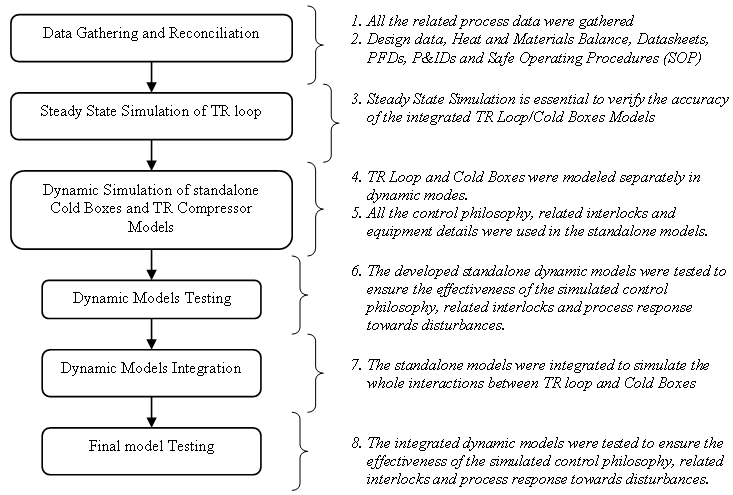 Data Gathering and Reconciliation
1. All the related process data were gathered
2. Design data, Heat and Materials Balance, Datasheets,
PFDs, P&IDs and Safe Operating Procedures (SOP)
Steady State Simulation of TR loop
3. Steady State Simulation is essential to verify the accuracy
of the integrated TR Loop/Cold Boxes Models
Dynamic Simulation of standalone
Cold Boxes and TR Compressor
Models
4. TR Loop and Cold Boxes were modeled separately in
dynamic modes.
5. All the control philosophy, related interlocks and
equipment details were used in the standalone models.
Dynamic Models Testing
6. The developed standalone dynamic models were tested to
ensure the effectiveness of the simulated control
philosophy, related interlocks and process response
towards disturbances.
Dynamic Models Integration
7. The standalone models were integrated to simulate the
whole interactions between TR loop and Cold Boxes
Final model Testing
8. The integrated dynamic models were tested to ensure the
effectiveness of the simulated control philosophy, related
interlocks and process response towards disturbances.